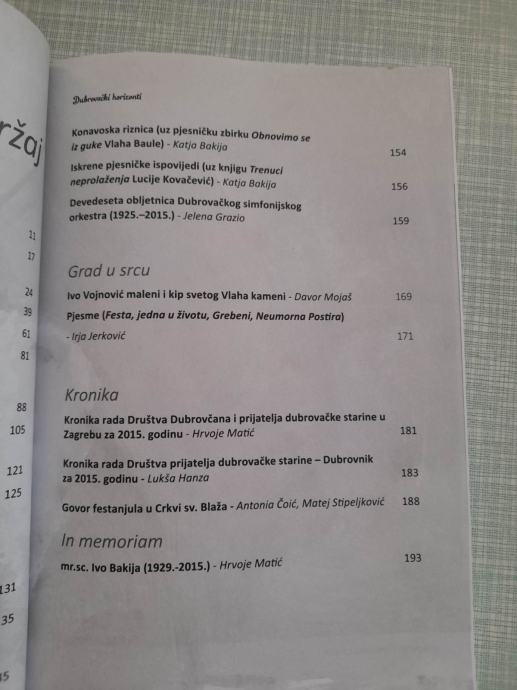 ržaj
11
17
24
39
61
81
88
105
121
125
131
35
Dubrovački horizonti
Konavoska riznica (uz pjesničku zbirku Obnovimo se
iz guke Vlaha Baule) - Katja Bakija 154
Iskrene pjesničke ispovijedi (uz knjigu Trenuci
neprolaženja Lucije Kovačević) - Katja Bakija 156
Devedeseta obljetnica Dubrovačkog simfonijskog
orkestra (1925.–2015.) - Jelena Grazio 159
Grad u srcu
Ivo Vojnović maleni i kip svetog Vlaha kameni - Davor Mojaš 169
Pjesme (Festa, jedna u životu, Grebeni, Neumorna Postira)
- Irja Jerković 171
Kronika
Kronika rada Društva Dubrovčana i prijatelja dubrovačke starine u
Zagrebu za 2015. godinu - Hrvoje Matić 181
Kronika rada Društva prijatelja dubrovačke starine – Dubrovnik
za 2015. godinu - Lukša Hanza 183
Govor festanjula u Crkvi sv. Blaža - Antonia Čoić, Matej Stipeljković 188
In memoriam
mr.sc. Ivo Bakija (1929.-2015.) - Hrvoje Matić 193